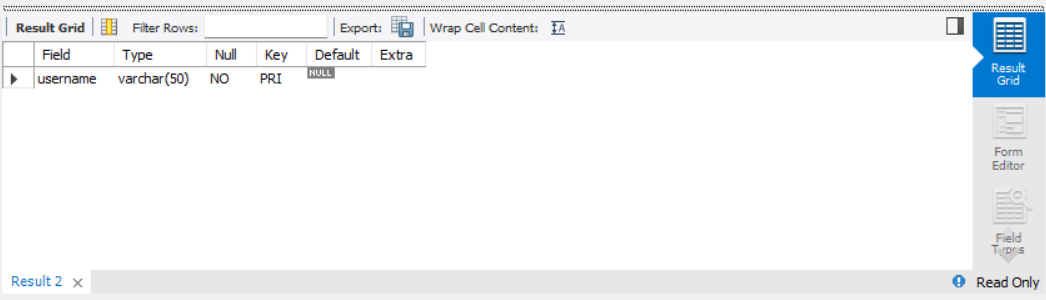 Result Grid Filter Rows: Export: Wrap Cell Content: IA
Field Type Null Key Default Extra
username varchar(50) NO PRI NULL
Result Grid
Form Editor
Field Types
Result 2 × Read Only